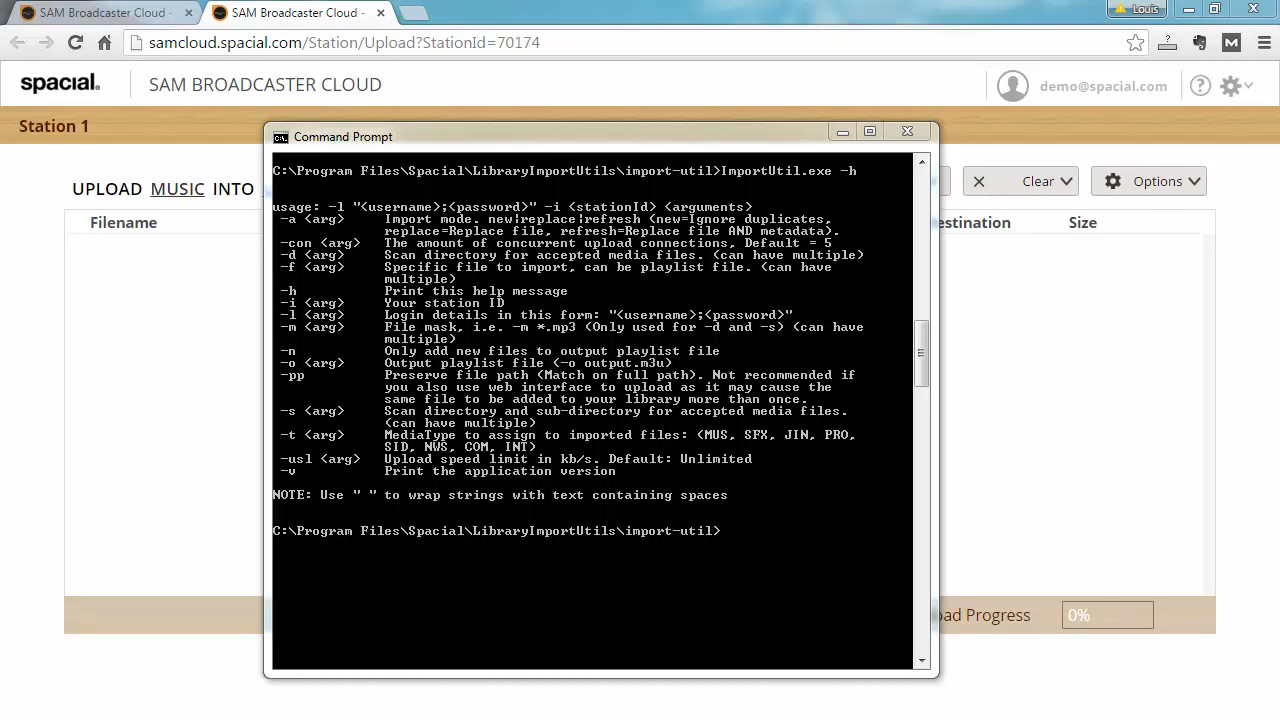 SAM Broadcaster Cloud -
SAM Broadcaster Cloud -
Louis
samcloud.spacial.com/Station/Upload?StationId=70174
spacial.
SAM BROADCASTER CLOUD
demo@spacial.com
Station 1
UPLOAD MUSIC INTO
Clear
Options
Filename
estination
Size
Command Prompt
C:\Program Files\Spacial\LibraryImportUtils\import-util>ImportUtil.exe -h
usage: -l "<username>;<password>" -i <stationId> <arguments>
-a <arg> Import mode. new|replace|refresh (new=Ignore duplicates,
replace=Replace file, refresh=Replace file AND metadata).
-con <arg> The amount of concurrent upload connections, Default = 5
-d <arg> Scan directory for accepted media files. (can have multiple)
-f <arg> Specific file to import, can be playlist file. (can have
multiple)
-h Print this help message
-i <arg> Your station ID
-l <arg> Login details in this form: "<username>;<password>"
-m <arg> File mask, i.e. -m *.mp3 (Only used for -d and -s) (can have
multiple)
-n Only add new files to output playlist file
-o <arg> Output playlist file (-o output.m3u)
-pp Preserve file path (Match on full path). Not recommended if
you also use web interface to upload as it may cause the
same file to be added to your library more than once.
-s <arg> Scan directory and sub-directory for accepted media files.
(can have multiple)
-t <arg> MediaType to assign to imported files: (MUS, SFX, JIN, PRO,
SID, NWS, COM, INT)
-usl <arg> Upload speed limit in kb/s. Default: Unlimited
-v Print the application version
NOTE: Use " " to wrap strings with text containing spaces
C:\Program Files\Spacial\LibraryImportUtils\import-util>
oad Progress
0%